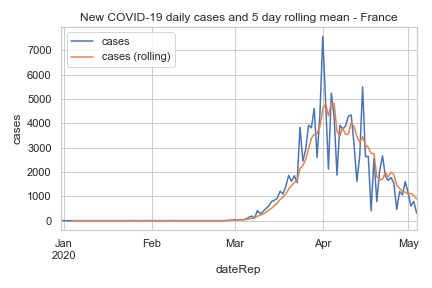 New COVID-19 daily cases and 5 day rolling mean - France
cases
cases (rolling)
7000
6000
5000
4000
3000
2000
1000
0
cases
Jan Feb Mar Apr May
2020
dateRep